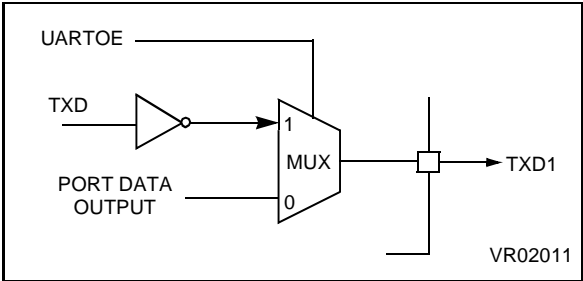 UARTOE
TXD
1
MUX
TXD1
PORT DATA
OUTPUT
0
VR02011